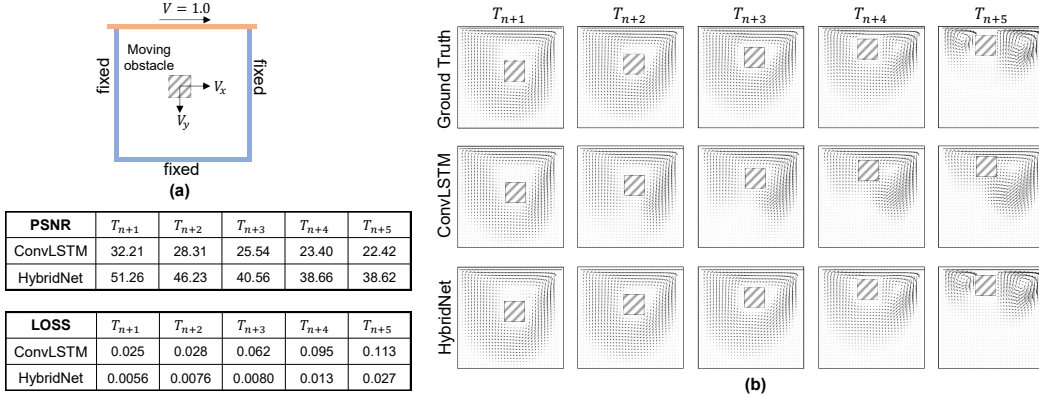 V = 1.0
Moving
obstacle
fixed
fixed
V_x
V_y
fixed
(a)
PSNR T_{n+1} T_{n+2} T_{n+3} T_{n+4} T_{n+5}
ConvLSTM 32.21 28.31 25.54 23.40 22.42
HybridNet 51.26 46.23 40.56 38.66 38.62
LOSS T_{n+1} T_{n+2} T_{n+3} T_{n+4} T_{n+5}
ConvLSTM 0.025 0.028 0.062 0.095 0.113
HybridNet 0.0056 0.0076 0.0080 0.013 0.027
T_{n+1} T_{n+2} T_{n+3} T_{n+4} T_{n+5}
Ground Truth
ConvLSTM
HybridNet
(b)